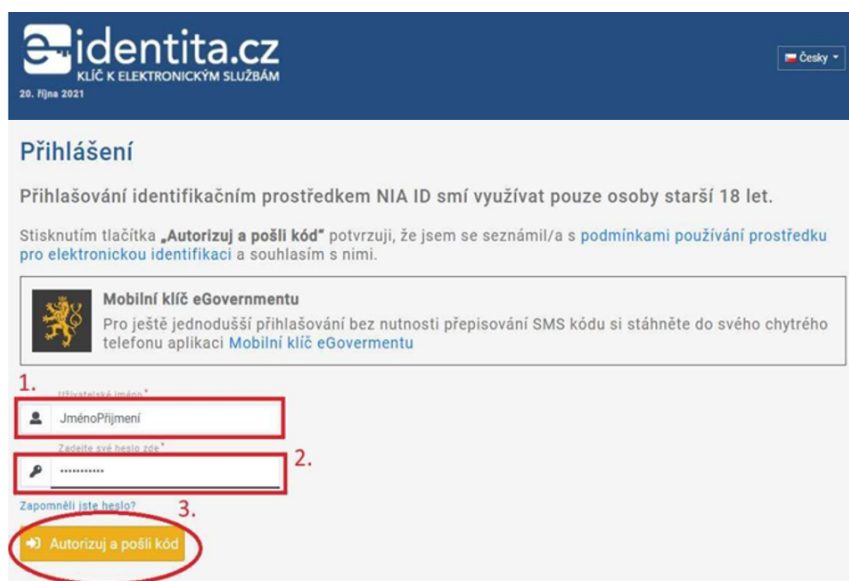 e-identita.cz
KLÍČ K ELEKTRONICKÝM SLUŽBÁM
20. října 2021
Česky
Přihlášení
Přihlašování identifikačním prostředkem NIA ID smí využívat pouze osoby starší 18 let.
Stisknutím tlačítka „Autorizuj a pošli kód“ potvrzuji, že jsem se seznámil/a s podmínkami používání prostředku
pro elektronickou identifikaci a souhlasím s nimi.
Mobilní klíč eGovernmentu
Pro ještě jednodušší přihlašování bez nutnosti přepisování SMS kódu si stáhněte do svého chytrého
telefonu aplikaci Mobilní klíč eGovermentu
1.
Uživatelské jméno *
JménoPříjmení
Zadejte své heslo zde *
2.
Zapomněli jste heslo?
3.
Autorizuj a pošli kód